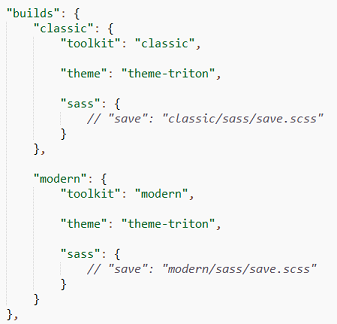 "builds": {
    "classic": {
        "toolkit": "classic",

        "theme": "theme-triton",

        "sass": {
            // "save": "classic/sass/save.scss"
        }
    },

    "modern": {
        "toolkit": "modern",

        "theme": "theme-triton",

        "sass": {
            // "save": "modern/sass/save.scss"
        }
    }
},